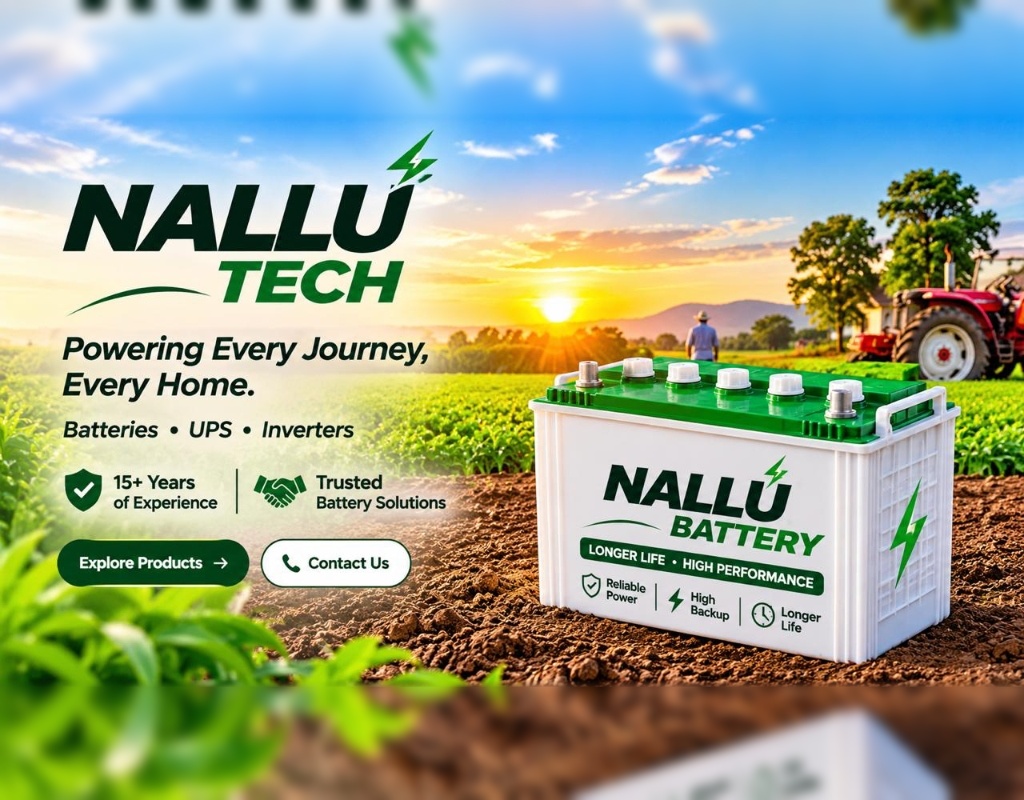 NALLU
TECH
Powering Every Journey,
Every Home.
Batteries • UPS • Inverters
15+ Years
of Experience
Trusted
Battery Solutions
Explore Products →
Contact Us
NALLU
BATTERY
LONGER LIFE • HIGH PERFORMANCE
Reliable
Power
High
Backup
Longer
Life